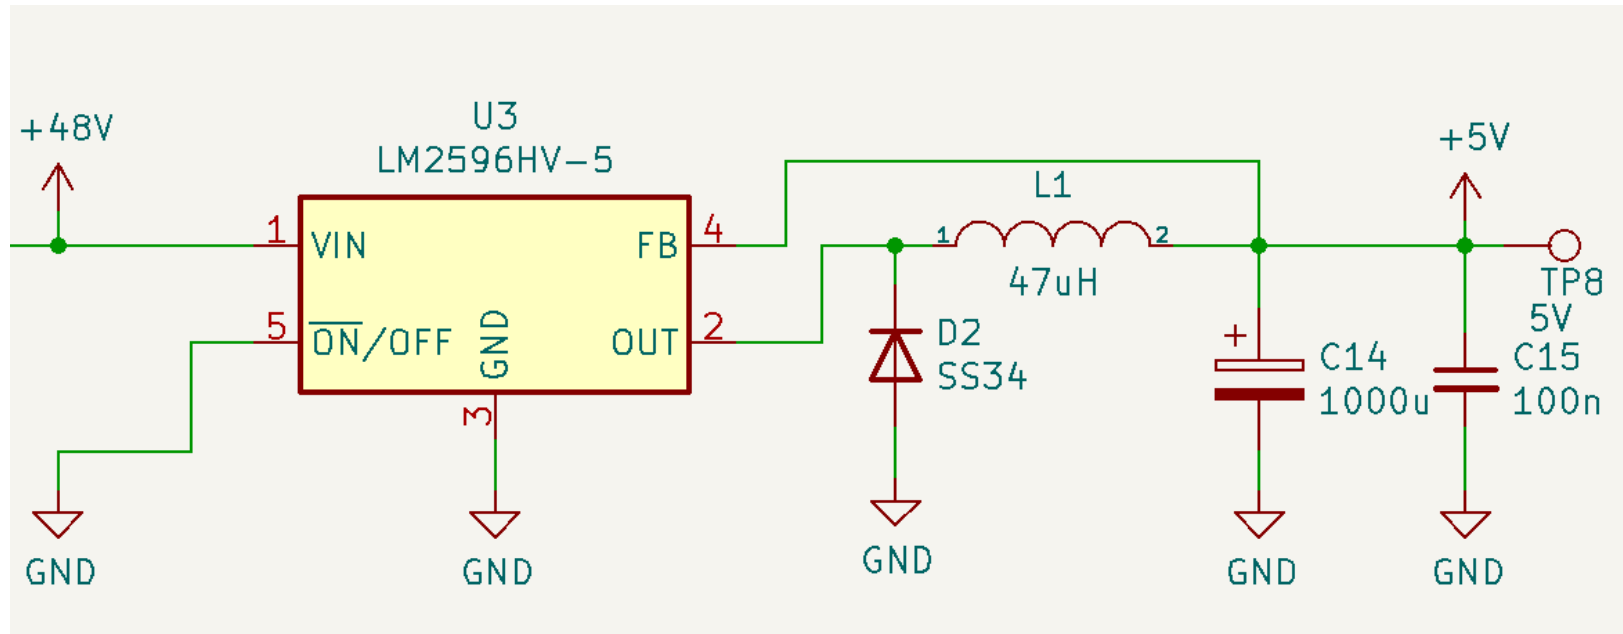 +48V
U3
LM2596HV-5
+5V
L1
1
VIN
FB
4
1
2
47uH
TP8
5V
5
ON/OFF
GND
OUT
2
D2
SS34
+
C14
1000u
C15
100n
3
GND
GND
GND
GND
GND